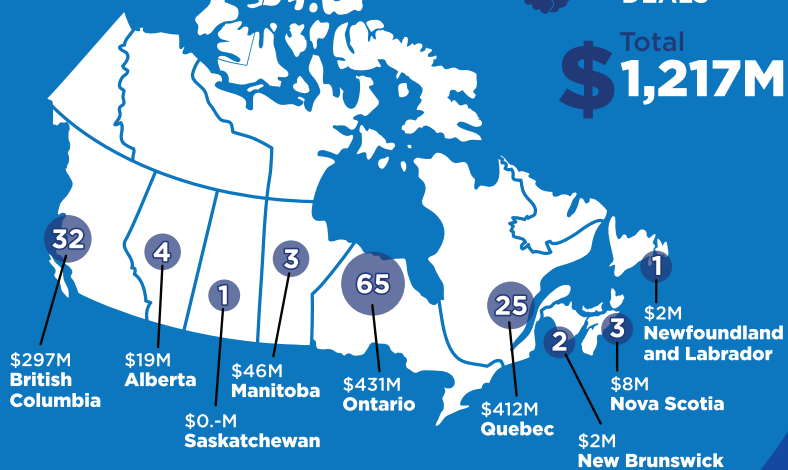 DEALS
Total
$1,217M
32
4
1
3
65
25
1
3
2
$297M
British
Columbia
$19M
Alberta
$0.-M
Saskatchewan
$46M
Manitoba
$431M
Ontario
$412M
Quebec
$2M
Newfoundland
and Labrador
$8M
Nova Scotia
$2M
New Brunswick